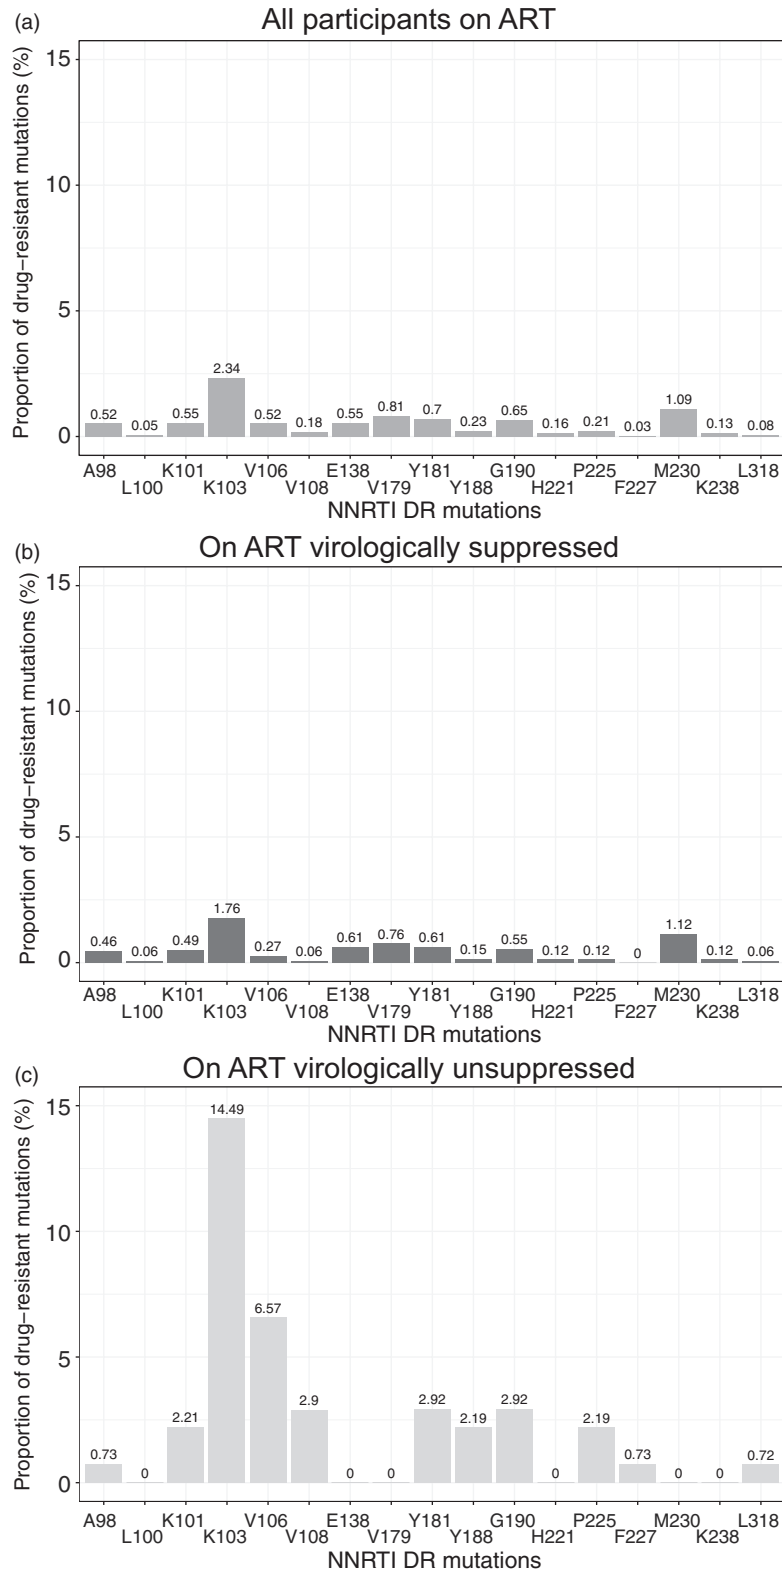 (a) All participants on ART
Proportion of drug–resistant mutations (%)
15
10
5
0
0.52 0.05 0.55 2.34 0.52 0.18 0.55 0.81 0.7 0.23 0.65 0.16 0.21 0.03 1.09 0.13 0.08
A98 K101 V106 E138 Y181 G190 P225 M230 L318
L100 K103 V108 V179 Y188 H221 F227 K238
NNRTI DR mutations
(b) On ART virologically suppressed
Proportion of drug–resistant mutations (%)
15
10
5
0
0.46 0.06 0.49 1.76 0.27 0.06 0.61 0.76 0.61 0.15 0.55 0.12 0.12 0 1.12 0.12 0.06
A98 K101 V106 E138 Y181 G190 P225 M230 L318
L100 K103 V108 V179 Y188 H221 F227 K238
NNRTI DR mutations
(c) On ART virologically unsuppressed
Proportion of drug–resistant mutations (%)
15
10
5
0
0.73 0 2.21 14.49 6.57 2.9 0 0 2.92 2.19 2.92 0 2.19 0.73 0 0 0.72
A98 K101 V106 E138 Y181 G190 P225 M230 L318
L100 K103 V108 V179 Y188 H221 F227 K238
NNRTI DR mutations